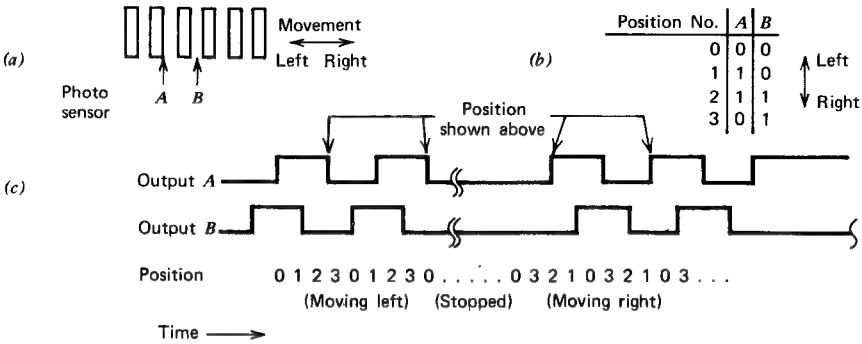 (a)
Movement
Left Right
Photo sensor
A B
(b)
Position No. A B
0 0 0
1 1 0
2 1 1
3 0 1
Left
Right
Position shown above
(c)
Output A
Output B
Position 0 1 2 3 0 1 2 3 0 . . . . . 0 3 2 1 0 3 2 1 0 3 . . .
(Moving left) (Stopped) (Moving right)
Time